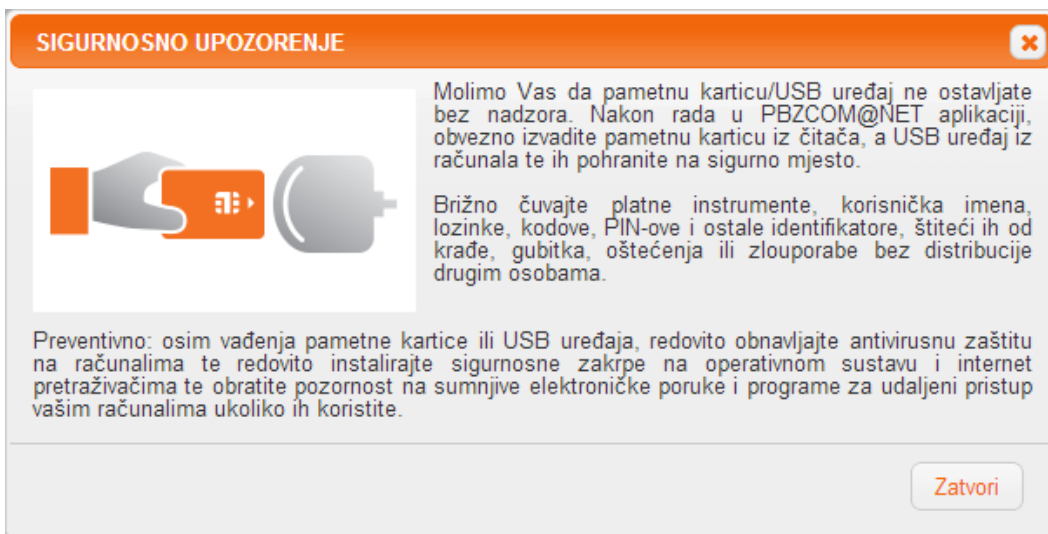 SIGURNOSNO UPOZORENJE
Molimo Vas da pametnu karticu/USB uređaj ne ostavljate
bez nadzora. Nakon rada u PBZCOM@NET aplikaciji,
obvezno izvadite pametnu karticu iz čitača, a USB uređaj iz
računala te ih pohranite na sigurno mjesto.
Brižno čuvajte platne instrumente, korisnička imena,
lozinke, kodove, PIN-ove i ostale identifikatore, štiteći ih od
krađe, gubitka, oštećenja ili zlouporabe bez distribucije
drugim osobama.
Preventivno: osim vađenja pametne kartice ili USB uređaja, redovito obnavljajte antivirusnu zaštitu
na računalima te redovito instalirajte sigurnosne zakrpe na operativnom sustavu i internet
pretraživačima te obratite pozornost na sumnjive elektroničke poruke i programe za udaljeni pristup
vašim računalima ukoliko ih koristite.
Zatvori